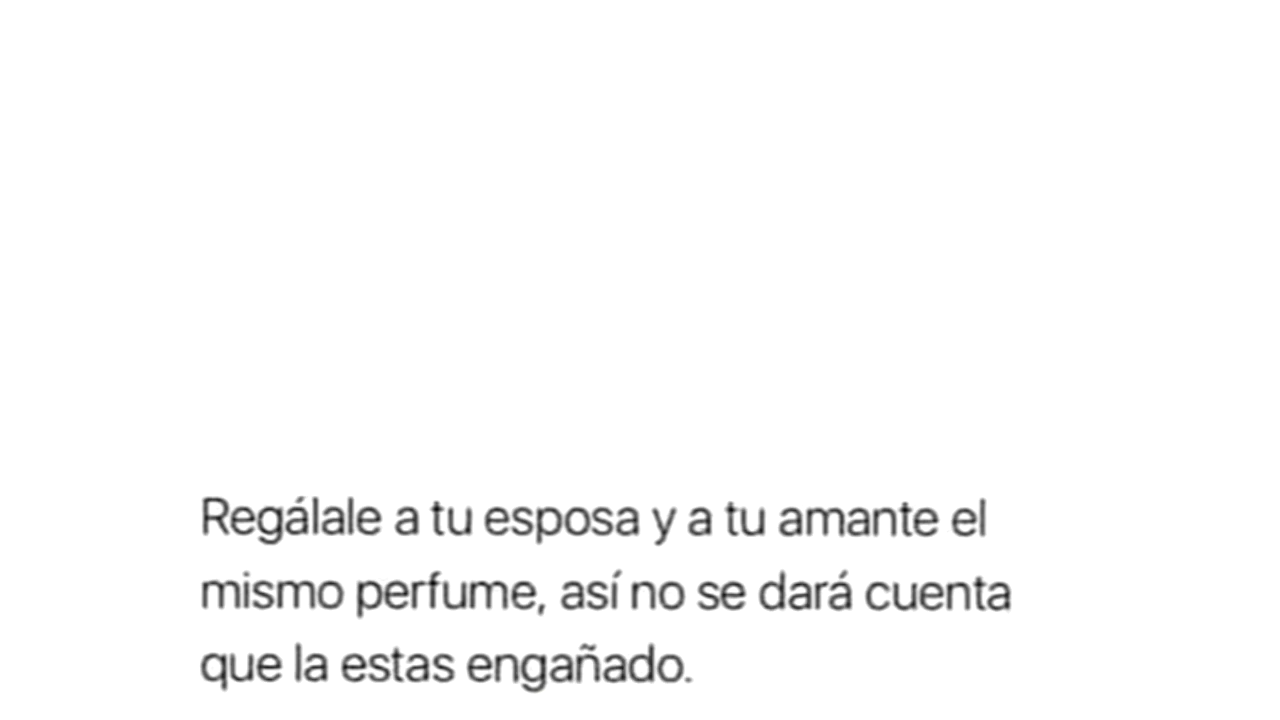 Regálale a tu esposa y a tu amante el
mismo perfume, así no se dará cuenta
que la estas engañado.